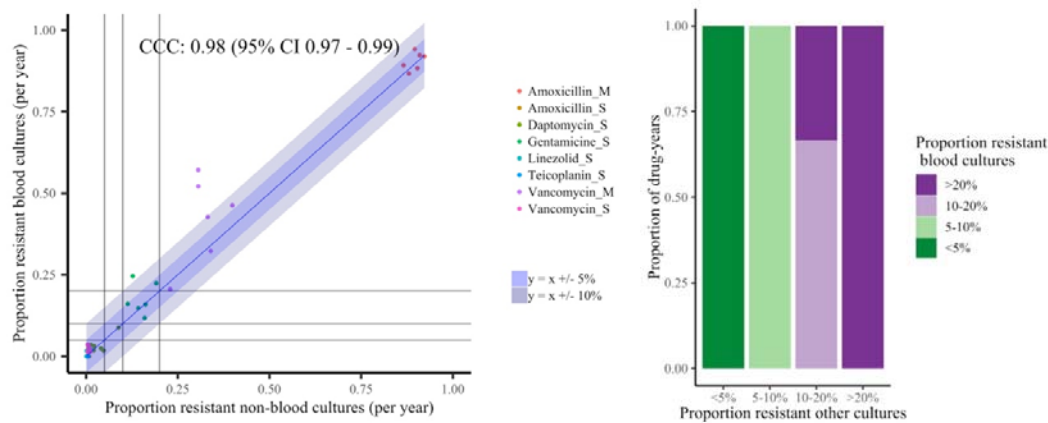 CCC: 0.98 (95% CI 0.97 - 0.99)
Proportion resistant blood cultures (per year)
1.00
0.75
0.50
0.25
0.00
0.00
0.25
0.50
0.75
1.00
Proportion resistant non-blood cultures (per year)
Amoxicillin_M
Amoxicillin_S
Daptomycin_S
Gentamicine_S
Linezolid_S
Teicoplanin_S
Vancomycin_M
Vancomycin_S
y = x +/- 5%
y = x +/- 10%
Proportion of drug-years
1.00
0.75
0.50
0.25
0.00
<5%
5-10%
10-20%
>20%
Proportion resistant other cultures
Proportion resistant
blood cultures
>20%
10-20%
5-10%
<5%